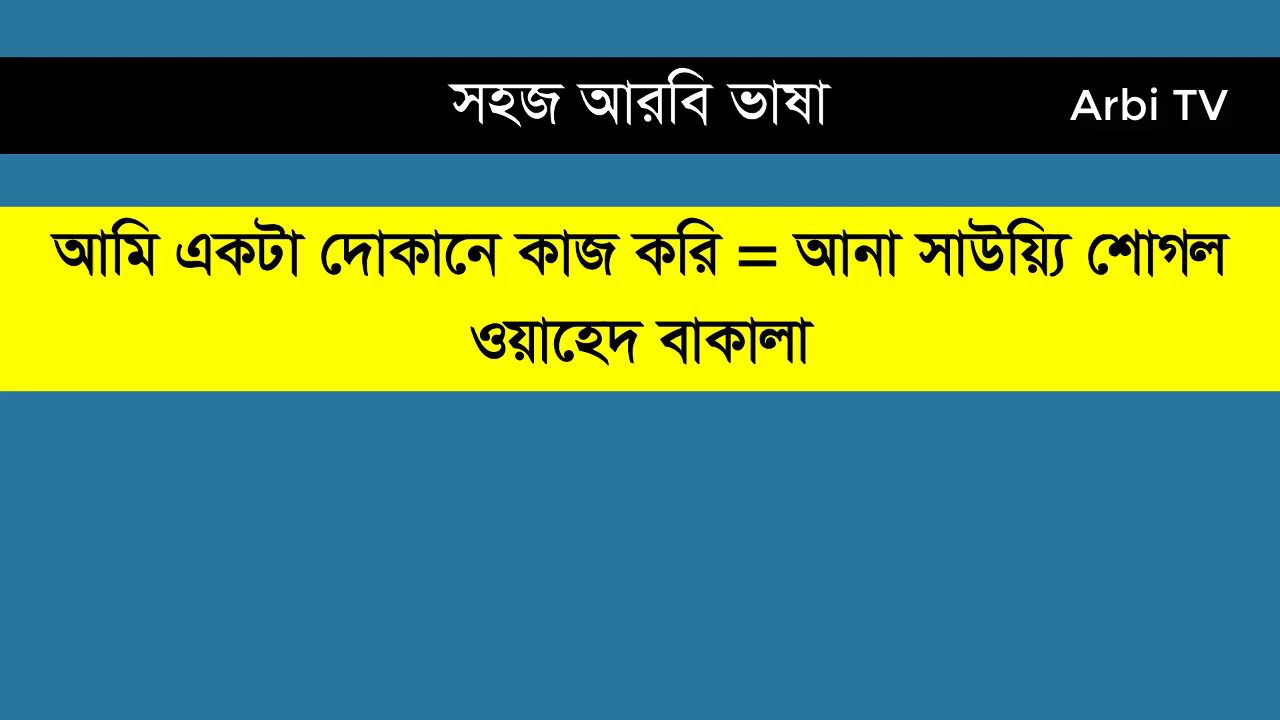 সহজ আরবি ভাষা
Arbi TV
আমি একটা দোকানে কাজ করি = আনা সাউয়্যি শোগল
ওয়াহেদ বাকালা